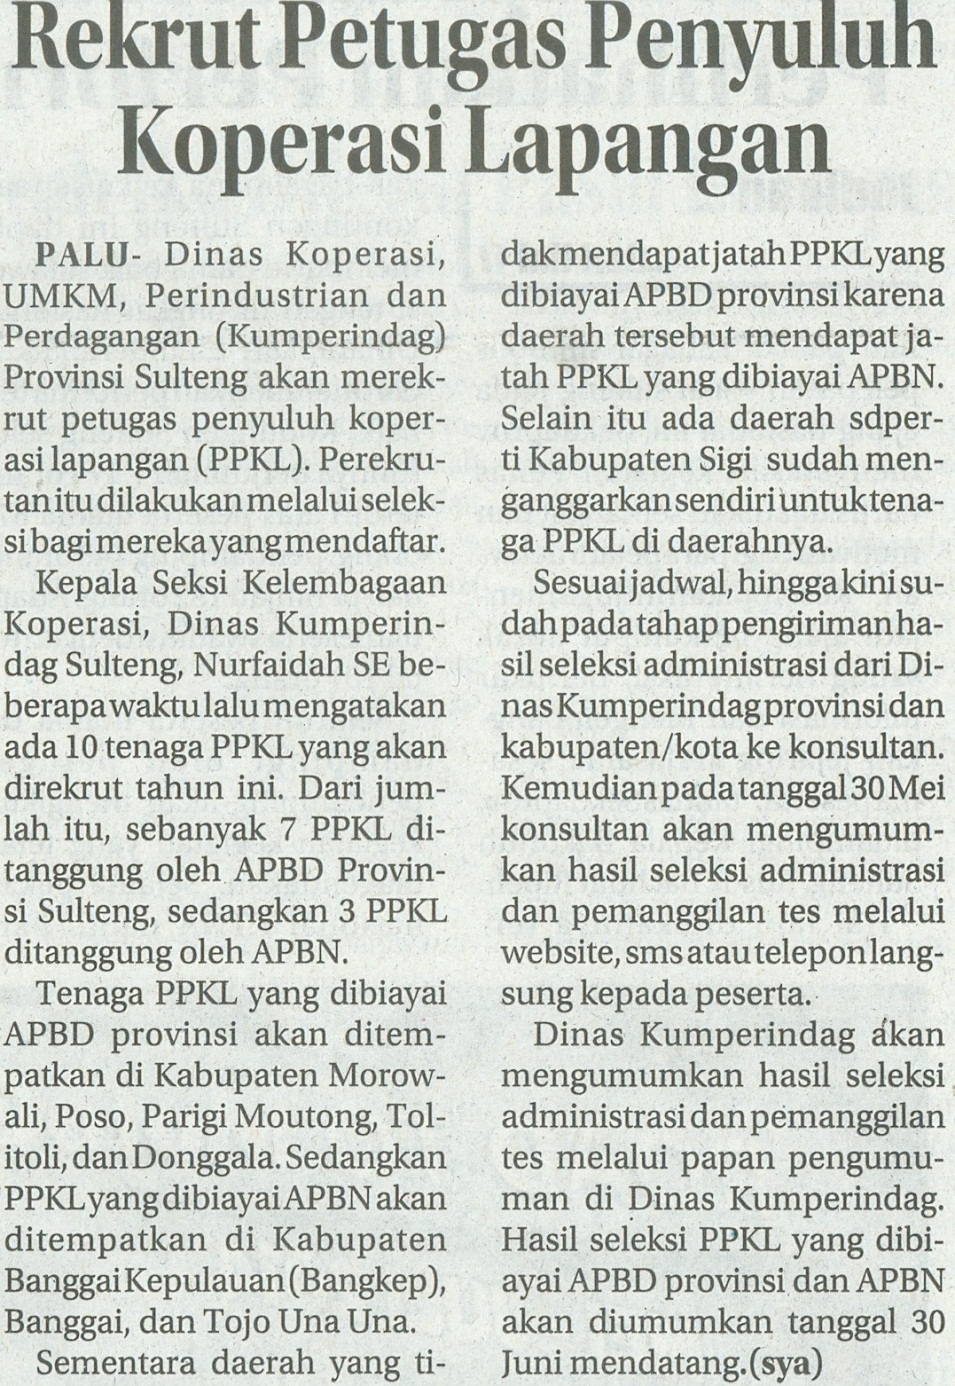 Rekrut Petugas Penyuluh
Koperasi Lapangan
PALU- Dinas Koperasi,
UMKM, Perindustrian dan
Perdagangan (Kumperindag)
Provinsi Sulteng akan merek-
rut petugas penyuluh koper-
asi lapangan (PPKL). Perekru-
tan itu dilakukan melalui selek-
si bagi mereka yang mendaftar.
Kepala Seksi Kelembagaan
Koperasi, Dinas Kumperin-
dag Sulteng, Nurfaidah SE be-
berapa waktu lalu mengatakan
ada 10 tenaga PPKL yang akan
direkrut tahun ini. Dari jum-
lah itu, sebanyak 7 PPKL di-
tanggung oleh APBD Provin-
si Sulteng, sedangkan 3 PPKL
ditanggung oleh APBN.
Tenaga PPKL yang dibiayai
APBD provinsi akan ditem-
patkan di Kabupaten Morow-
ali, Poso, Parigi Moutong, Tol-
itoli, dan Donggala. Sedangkan
PPKL yang dibiayai APBN akan
ditempatkan di Kabupaten
Banggai Kepulauan (Bangkep),
Banggai, dan Tojo Una Una.
Sementara daerah yang ti-
dak mendapat jatah PPKL yang
dibiayai APBD provinsi karena
daerah tersebut mendapat ja-
tah PPKL yang dibiayai APBN.
Selain itu ada daerah sdper-
ti Kabupaten Sigi sudah men-
ganggarkan sendiri untuk tena-
ga PPKL di daerahnya.
Sesuai jadwal, hingga kini su-
dah pada tahap pengiriman ha-
sil seleksi administrasi dari Di-
nas Kumperindag provinsi dan
kabupaten/kota ke konsultan.
Kemudian pada tanggal 30 Mei
konsultan akan mengumum-
kan hasil seleksi administrasi
dan pemanggilan tes melalui
website, sms atau telepon lang-
sung kepada peserta.
Dinas Kumperindag akan
mengumumkan hasil seleksi
administrasi dan pemanggilan
tes melalui papan pengumu-
man di Dinas Kumperindag.
Hasil seleksi PPKL yang dibi-
ayai APBD provinsi dan APBN
akan diumumkan tanggal 30
Juni mendatang.(sya)